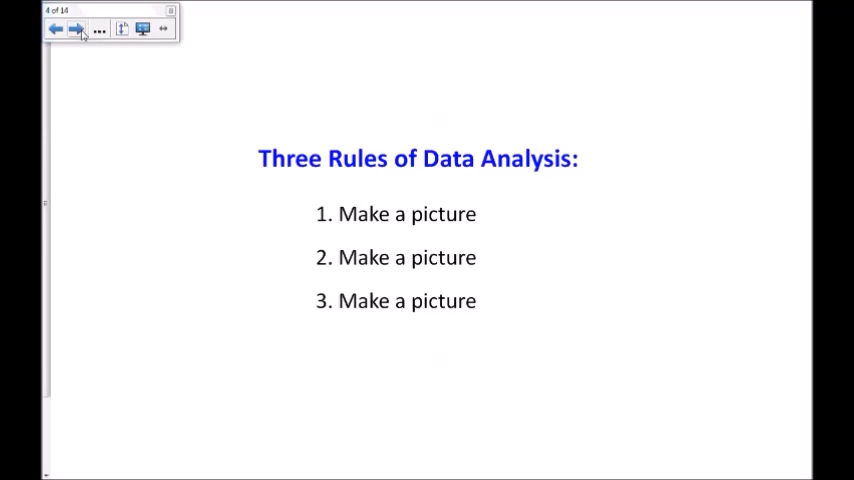 4 of 14
...
Three Rules of Data Analysis:
1. Make a picture
2. Make a picture
3. Make a picture